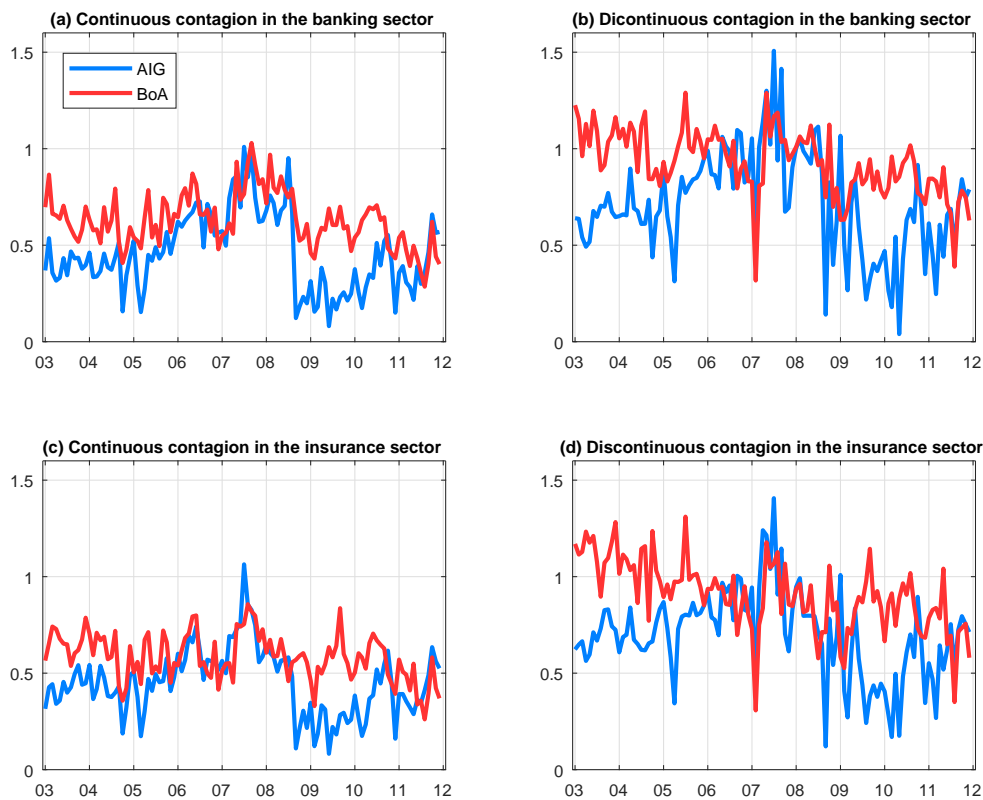 (a) Continuous contagion in the banking sector
1.5
1
0.5
0
03 04 05 06 07 08 09 10 11 12
AIG
BoA
(b) Dicontinuous contagion in the banking sector
1.5
1
0.5
0
03 04 05 06 07 08 09 10 11 12
(c) Continuous contagion in the insurance sector
1.5
1
0.5
0
03 04 05 06 07 08 09 10 11 12
(d) Discontinuous contagion in the insurance sector
1.5
1
0.5
0
03 04 05 06 07 08 09 10 11 12